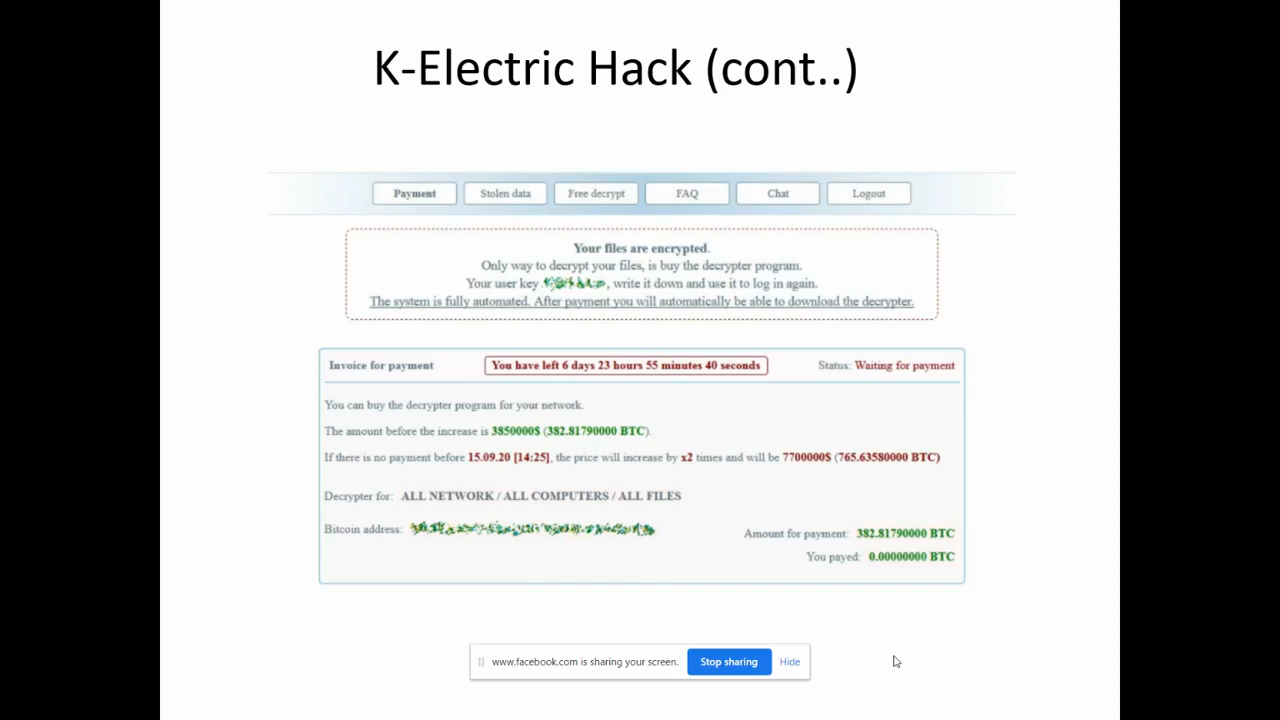 K-Electric Hack (cont..)
Payment Stolen data Free decrypt FAQ Chat Logout
Your files are encrypted.
Only way to decrypt your files, is buy the decrypter program.
Your user key , write it down and use it to log in again.
The system is fully automated. After payment you will automatically be able to download the decrypter.
Invoice for payment You have left 6 days 23 hours 55 minutes 40 seconds Status: Waiting for payment
You can buy the decrypter program for your network.
The amount before the increase is 3850000$ (382.81790000 BTC).
If there is no payment before 15.09.20 [14:25], the price will increase by x2 times and will be 7700000$ (765.63580000 BTC)
Decrypter for: ALL NETWORK / ALL COMPUTERS / ALL FILES
Bitcoin address:
Amount for payment: 382.81790000 BTC
You payed: 0.00000000 BTC
www.facebook.com is sharing your screen. Stop sharing Hide